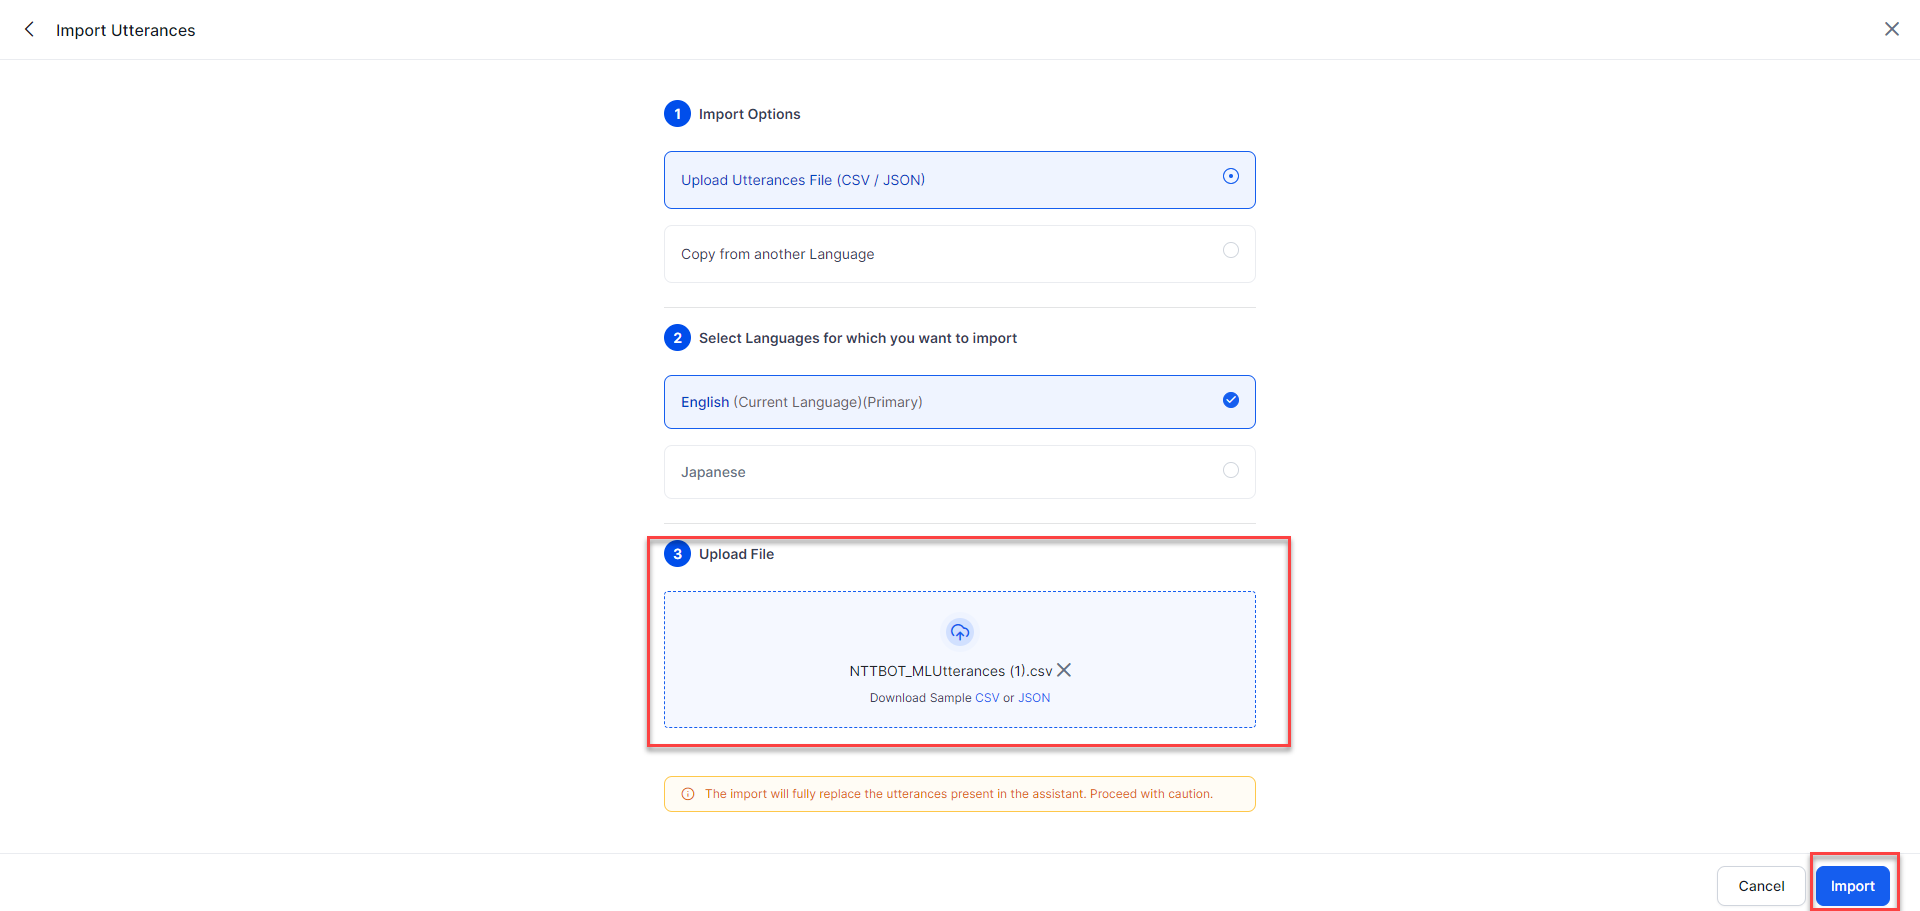 Import Utterances
1 Import Options
Upload Utterances File (CSV / JSON)
Copy from another Language
2 Select Languages for which you want to import
English (Current Language)(Primary)
Japanese
3 Upload File
NTTBOT_MLUtterances (1).csv
Download Sample CSV or JSON
The import will fully replace the utterances present in the assistant. Proceed with caution.
Cancel Import